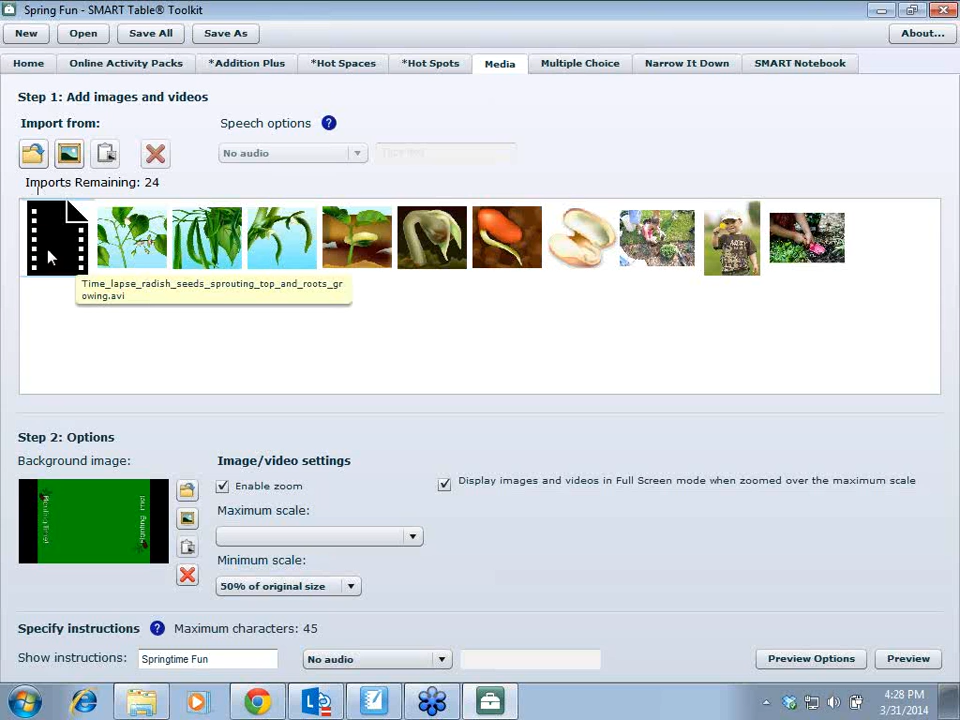 Spring Fun - SMART Table® Toolkit
New Open Save All Save As About...
Home Online Activity Packs *Addition Plus *Hot Spaces *Hot Spots Media Multiple Choice Narrow It Down SMART Notebook
Step 1: Add images and videos
Import from: Speech options ?
No audio
Imports Remaining: 24
Time_lapse_radish_seeds_sprouting_top_and_roots_gr
owing.avi
Step 2: Options
Background image: Image/video settings
Enable zoom Display images and videos in Full Screen mode when zoomed over the maximum scale
Maximum scale:
Minimum scale:
50% of original size
Specify instructions ? Maximum characters: 45
Show instructions: Springtime Fun No audio Preview Options Preview
4:28 PM
3/31/2014